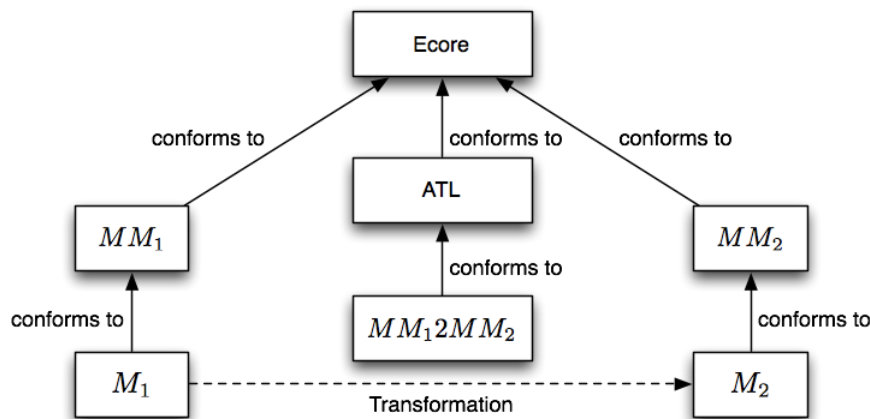 Ecore
conforms to
conforms to
conforms to
ATL
MM₁
MM₂
conforms to
conforms to
conforms to
MM₁2MM₂
M₁
M₂
Transformation